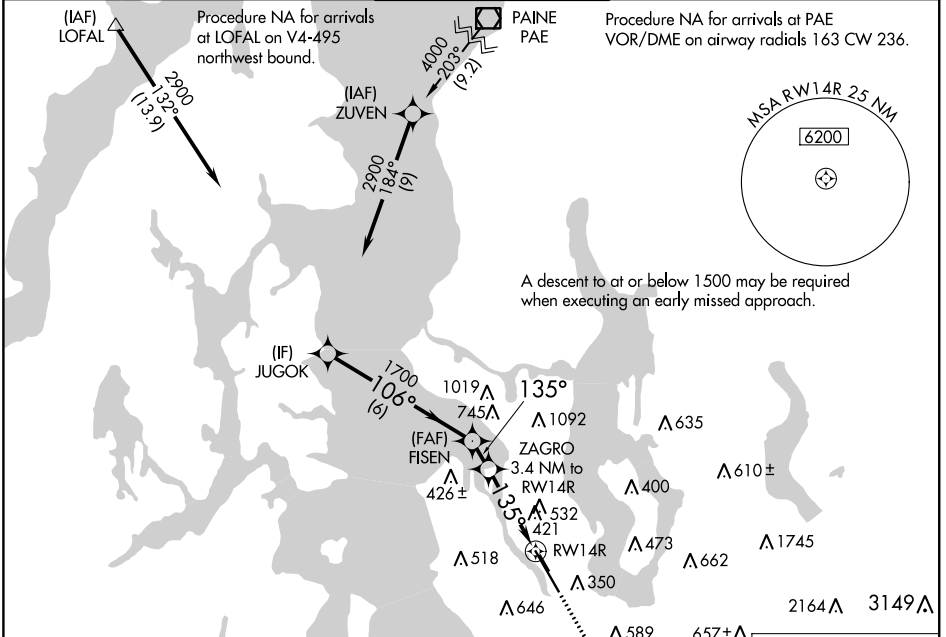 (IAF)
LOFAL
Procedure NA for arrivals
at LOFAL on V4-495
northwest bound.
PAINE
PAE
Procedure NA for arrivals at PAE
VOR/DME on airway radials 163 CW 236.
2900
132°
(13.9)
4000
203°
(9.2)
(IAF)
ZUVEN
2900
184°
(9)
MSA RW14R 25 NM
6200
A descent to at or below 1500 may be required
when executing an early missed approach.
(IF)
JUGOK
1700
106°
(6)
1019
745
135°
1092
635
(FAF)
FISEN
ZAGRO
3.4 NM to
RW14R
426±
135°
532
421
400
610±
RW14R
518
473
662
1745
350
646
2164
3149
589
657±